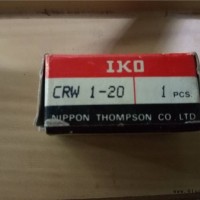 IKO
CRW 1-20 1 PCS.
NIPPON THOMPSON CO. LTD